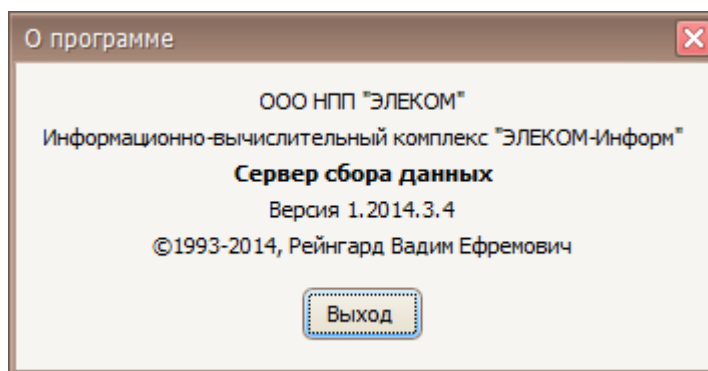 О программе
ООО НПП "ЭЛЕКОМ"
Информационно-вычислительный комплекс "ЭЛЕКОМ-Информ"
Сервер сбора данных
Версия 1.2014.3.4
©1993-2014, Рейнгард Вадим Ефремович
Выход